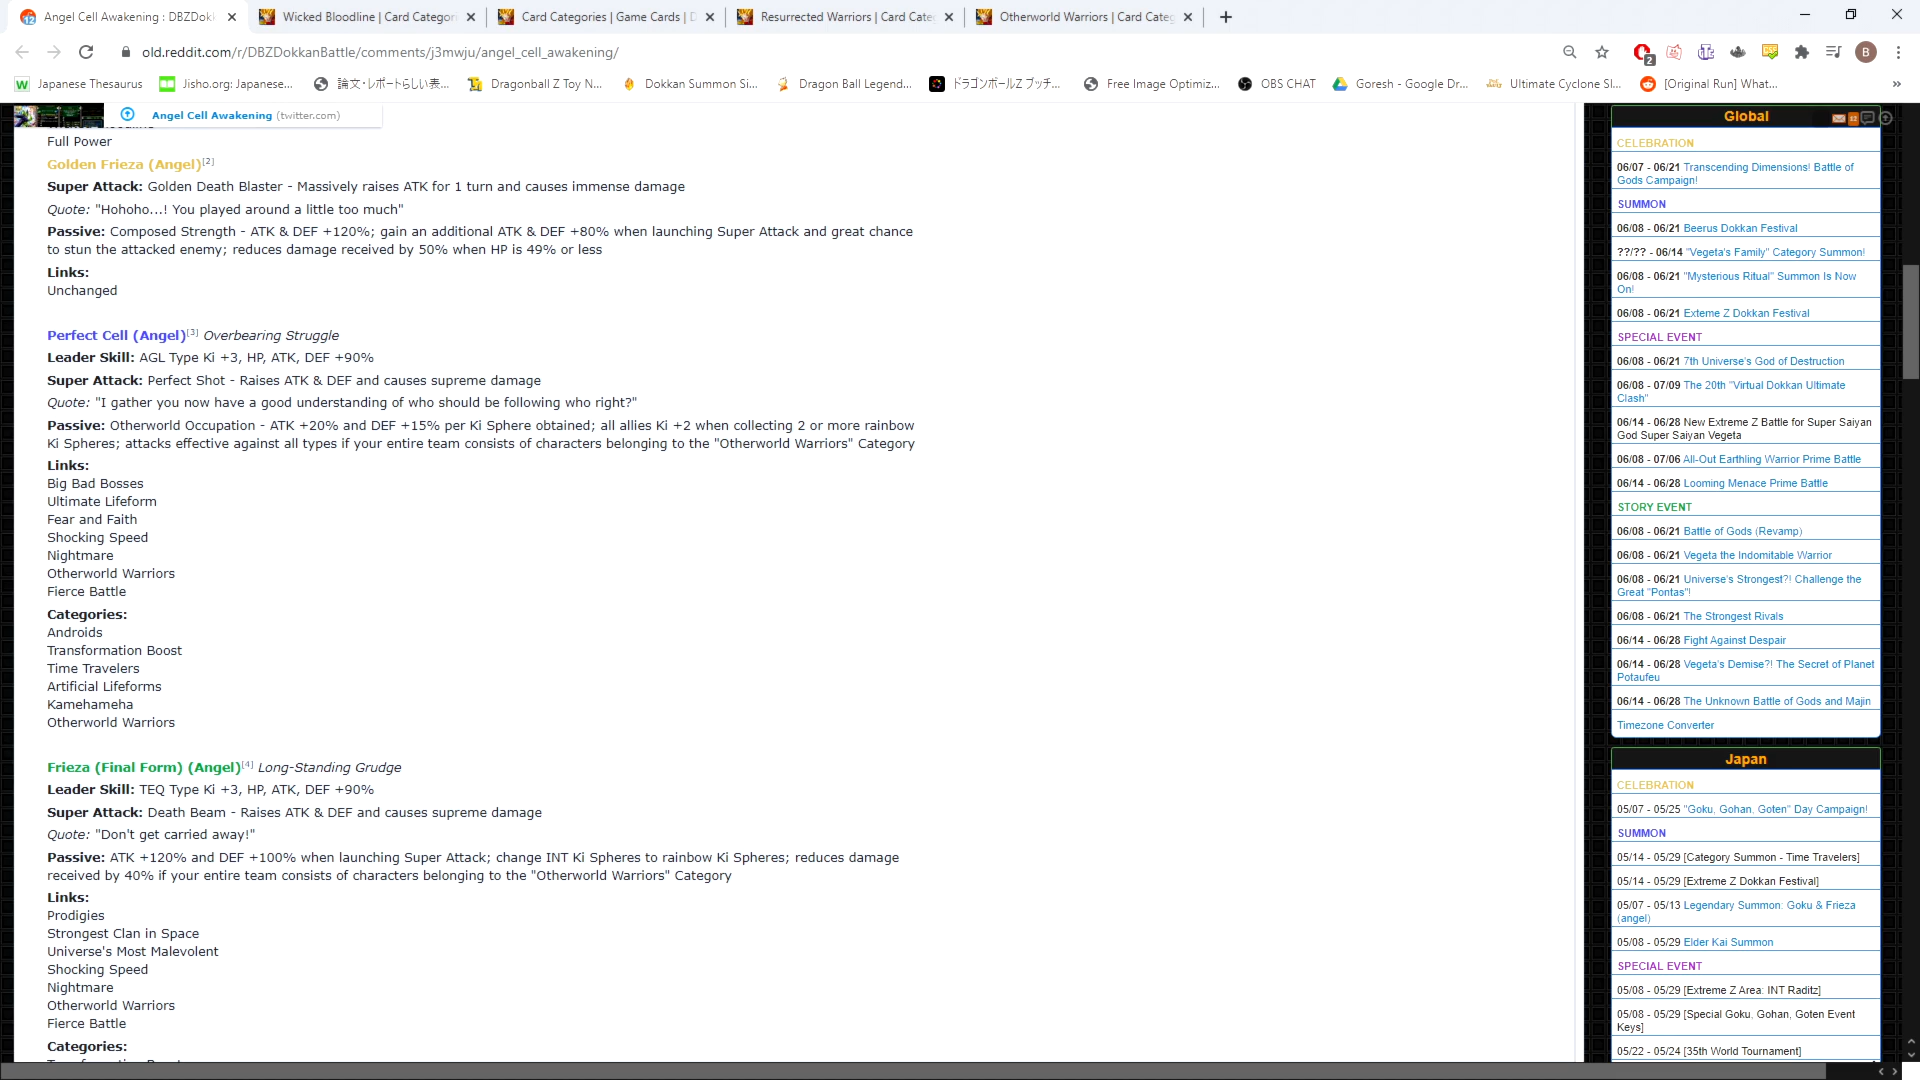 Angel Cell Awakening : DBZDokk
Wicked Bloodline | Card Categori
Card Categories | Game Cards | D
Resurrected Warriors | Card Cate
Otherworld Warriors | Card Categ
old.reddit.com/r/DBZDokkanBattle/comments/j3mwju/angel_cell_awakening/
Japanese Thesaurus
Jisho.org: Japanese...
論文・レポートらしい表...
Dragonball Z Toy N...
Dokkan Summon Si...
Dragon Ball Legend...
ドラゴンボールZ ブッチ...
Free Image Optimiz...
OBS CHAT
Goresh - Google Dr...
Ultimate Cyclone Sl...
[Original Run] What...
Angel Cell Awakening (twitter.com)
Full Power
Golden Frieza (Angel)[2]
Super Attack: Golden Death Blaster - Massively raises ATK for 1 turn and causes immense damage
Quote: "Hohoho...! You played around a little too much"
Passive: Composed Strength - ATK & DEF +120%; gain an additional ATK & DEF +80% when launching Super Attack and great chance
to stun the attacked enemy; reduces damage received by 50% when HP is 49% or less
Links:
Unchanged
Perfect Cell (Angel)[3] Overbearing Struggle
Leader Skill: AGL Type Ki +3, HP, ATK, DEF +90%
Super Attack: Perfect Shot - Raises ATK & DEF and causes supreme damage
Quote: "I gather you now have a good understanding of who should be following who right?"
Passive: Otherworld Occupation - ATK +20% and DEF +15% per Ki Sphere obtained; all allies Ki +2 when collecting 2 or more rainbow
Ki Spheres; attacks effective against all types if your entire team consists of characters belonging to the "Otherworld Warriors" Category
Links:
Big Bad Bosses
Ultimate Lifeform
Fear and Faith
Shocking Speed
Nightmare
Otherworld Warriors
Fierce Battle
Categories:
Androids
Transformation Boost
Time Travelers
Artificial Lifeforms
Kamehameha
Otherworld Warriors
Frieza (Final Form) (Angel)[4] Long-Standing Grudge
Leader Skill: TEQ Type Ki +3, HP, ATK, DEF +90%
Super Attack: Death Beam - Raises ATK & DEF and causes supreme damage
Quote: "Don't get carried away!"
Passive: ATK +120% and DEF +100% when launching Super Attack; change INT Ki Spheres to rainbow Ki Spheres; reduces damage
received by 40% if your entire team consists of characters belonging to the "Otherworld Warriors" Category
Links:
Prodigies
Strongest Clan in Space
Universe's Most Malevolent
Shocking Speed
Nightmare
Otherworld Warriors
Fierce Battle
Categories:
Global
CELEBRATION
06/07 - 06/21 Transcending Dimensions! Battle of
Gods Campaign!
SUMMON
06/08 - 06/21 Beerus Dokkan Festival
??/?? - 06/14 "Vegeta's Family" Category Summon!
06/08 - 06/21 "Mysterious Ritual" Summon Is Now
On!
06/08 - 06/21 Exteme Z Dokkan Festival
SPECIAL EVENT
06/08 - 06/21 7th Universe's God of Destruction
06/08 - 07/09 The 20th "Virtual Dokkan Ultimate
Clash"
06/14 - 06/28 New Extreme Z Battle for Super Saiyan
God Super Saiyan Vegeta
06/08 - 07/06 All-Out Earthling Warrior Prime Battle
06/14 - 06/28 Looming Menace Prime Battle
STORY EVENT
06/08 - 06/21 Battle of Gods (Revamp)
06/08 - 06/21 Vegeta the Indomitable Warrior
06/08 - 06/21 Universe's Strongest?! Challenge the
Great "Pontas"!
06/08 - 06/21 The Strongest Rivals
06/14 - 06/28 Fight Against Despair
06/14 - 06/28 Vegeta's Demise?! The Secret of Planet
Potaufeu
06/14 - 06/28 The Unknown Battle of Gods and Majin
Timezone Converter
Japan
CELEBRATION
05/07 - 05/25 "Goku, Gohan, Goten" Day Campaign!
SUMMON
05/14 - 05/29 [Category Summon - Time Travelers]
05/14 - 05/29 [Extreme Z Dokkan Festival]
05/07 - 05/13 Legendary Summon: Goku & Frieza
(angel)
05/08 - 05/29 Elder Kai Summon
SPECIAL EVENT
05/08 - 05/29 [Extreme Z Area: INT Raditz]
05/08 - 05/29 [Special Goku, Gohan, Goten Event
Keys]
05/22 - 05/24 [35th World Tournament]